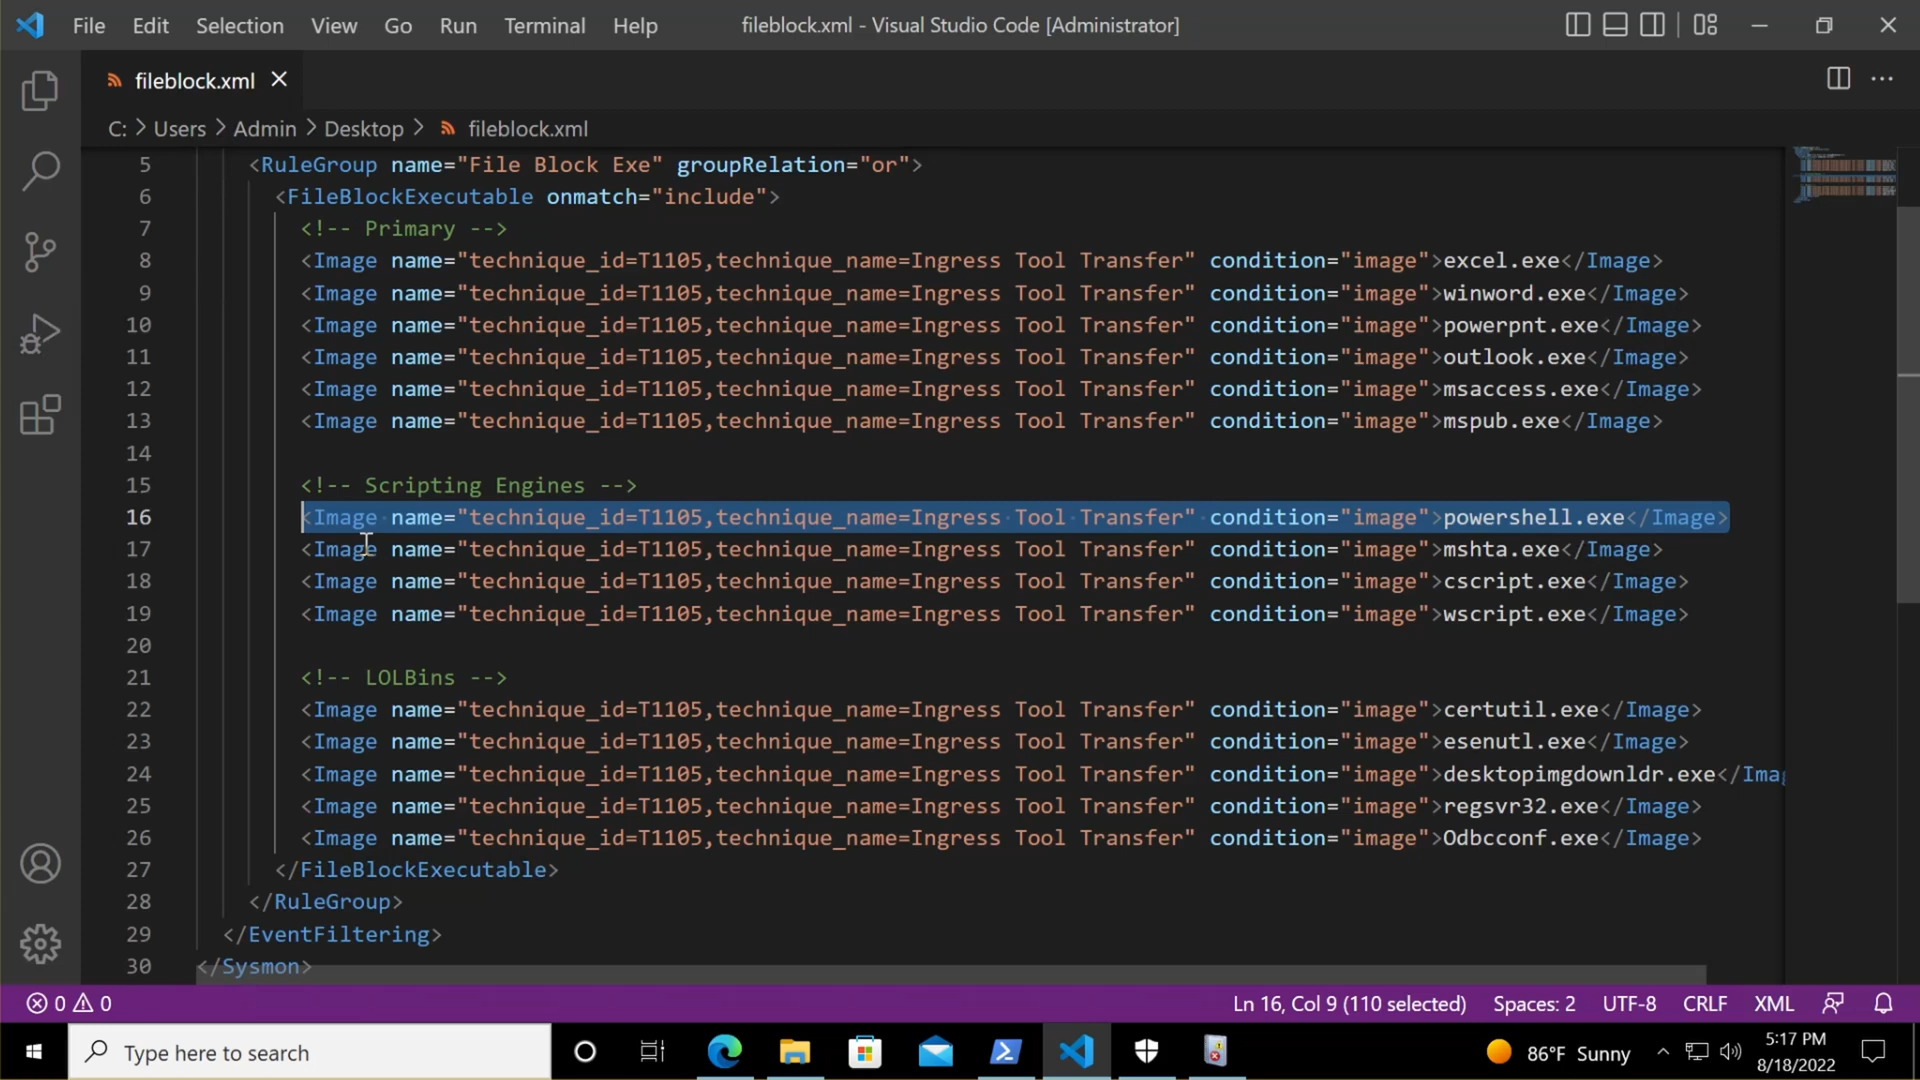 File Edit Selection View Go Run Terminal Help fileblock.xml - Visual Studio Code [Administrator]
fileblock.xml
C: > Users > Admin > Desktop > fileblock.xml
5 <RuleGroup name="File Block Exe" groupRelation="or">
6 <FileBlockExecutable onmatch="include">
7 <!-- Primary -->
8 <Image name="technique_id=T1105,technique_name=Ingress Tool Transfer" condition="image">excel.exe</Image>
9 <Image name="technique_id=T1105,technique_name=Ingress Tool Transfer" condition="image">winword.exe</Image>
10 <Image name="technique_id=T1105,technique_name=Ingress Tool Transfer" condition="image">powerpnt.exe</Image>
11 <Image name="technique_id=T1105,technique_name=Ingress Tool Transfer" condition="image">outlook.exe</Image>
12 <Image name="technique_id=T1105,technique_name=Ingress Tool Transfer" condition="image">msaccess.exe</Image>
13 <Image name="technique_id=T1105,technique_name=Ingress Tool Transfer" condition="image">mspub.exe</Image>
14
15 <!-- Scripting Engines -->
16 <Image name="technique_id=T1105,technique_name=Ingress Tool Transfer" condition="image">powershell.exe</Image>
17 <Image name="technique_id=T1105,technique_name=Ingress Tool Transfer" condition="image">mshta.exe</Image>
18 <Image name="technique_id=T1105,technique_name=Ingress Tool Transfer" condition="image">cscript.exe</Image>
19 <Image name="technique_id=T1105,technique_name=Ingress Tool Transfer" condition="image">wscript.exe</Image>
20
21 <!-- LOLBins -->
22 <Image name="technique_id=T1105,technique_name=Ingress Tool Transfer" condition="image">certutil.exe</Image>
23 <Image name="technique_id=T1105,technique_name=Ingress Tool Transfer" condition="image">esenutl.exe</Image>
24 <Image name="technique_id=T1105,technique_name=Ingress Tool Transfer" condition="image">desktopimgdownldr.exe</Imag
25 <Image name="technique_id=T1105,technique_name=Ingress Tool Transfer" condition="image">regsvr32.exe</Image>
26 <Image name="technique_id=T1105,technique_name=Ingress Tool Transfer" condition="image">Odbcconf.exe</Image>
27 </FileBlockExecutable>
28 </RuleGroup>
29 </EventFiltering>
30 </Sysmon>
0 0 Ln 16, Col 9 (110 selected) Spaces: 2 UTF-8 CRLF XML
Type here to search
86°F Sunny
5:17 PM
8/18/2022